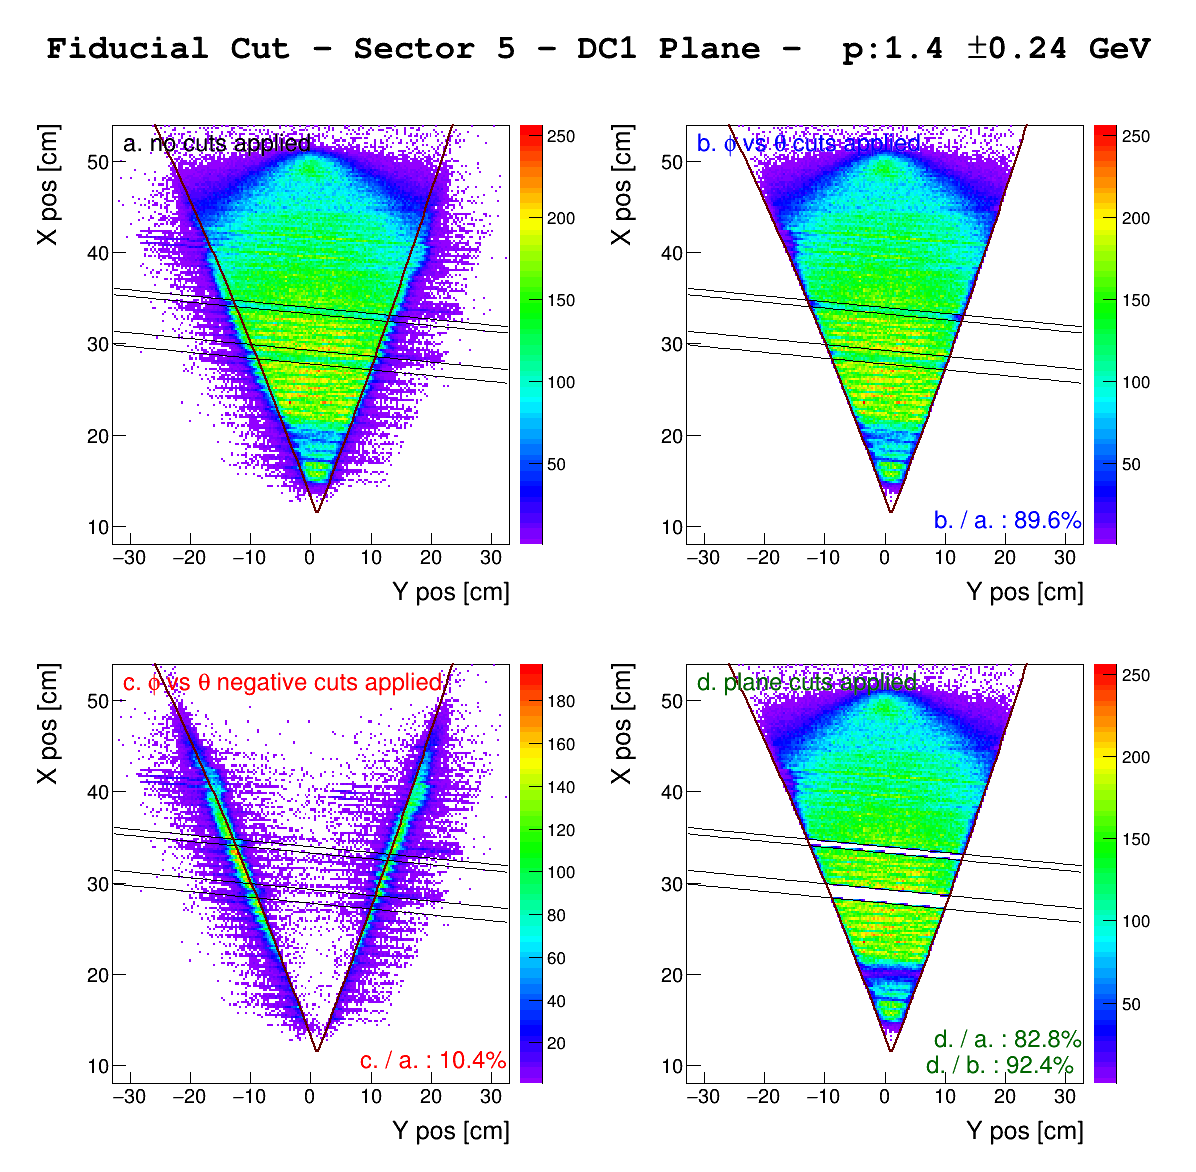 Fiducial Cut – Sector 5 – DC1 Plane – p:1.4 ±0.24 GeV
a. no cuts applied
X pos [cm]
50
40
30
20
10
−30 −20 −10 0 10 20 30
Y pos [cm]
250
200
150
100
50
b. ϕ vs θ cuts applied
X pos [cm]
50
40
30
20
10
−30 −20 −10 0 10 20 30
Y pos [cm]
b. / a. : 89.6%
250
200
150
100
50
c. ϕ vs θ negative cuts applied
X pos [cm]
50
40
30
20
10
−30 −20 −10 0 10 20 30
Y pos [cm]
c. / a. : 10.4%
180
160
140
120
100
80
60
40
20
d. plane cuts applied
X pos [cm]
50
40
30
20
10
−30 −20 −10 0 10 20 30
Y pos [cm]
d. / a. : 82.8%
d. / b. : 92.4%
250
200
150
100
50